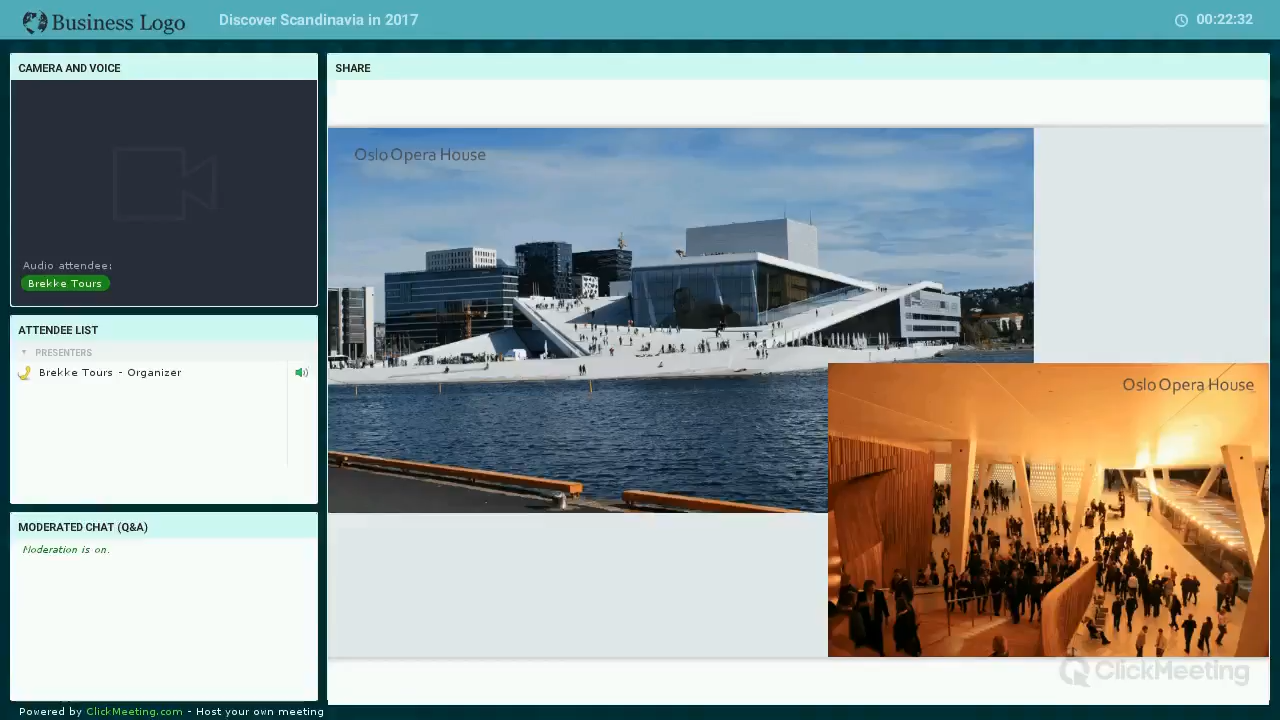 Business Logo
Discover Scandinavia in 2017
00:22:32
CAMERA AND VOICE
Audio attendee:
Brekke Tours
ATTENDEE LIST
PRESENTERS
Brekke Tours - Organizer
MODERATED CHAT (Q&A)
Moderation is on.
SHARE
Oslo Opera House
Oslo Opera House
ClickMeeting
Powered by ClickMeeting.com - Host your own meeting